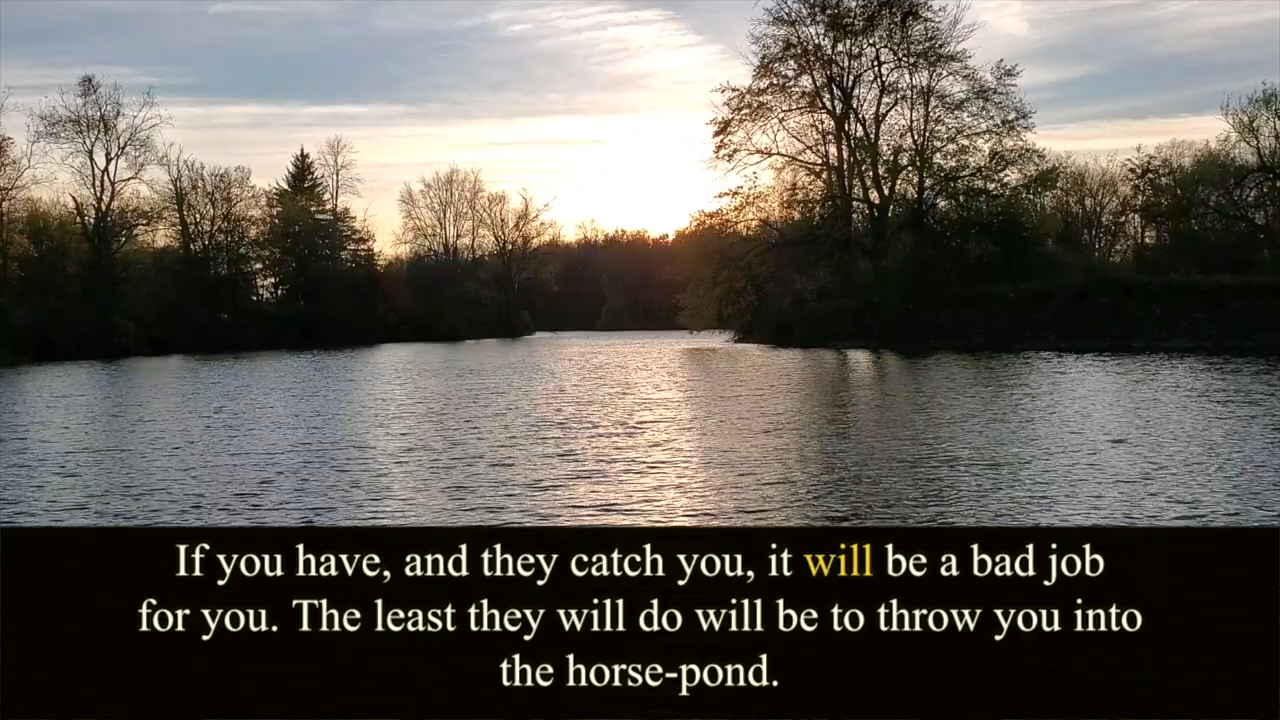 If you have, and they catch you, it will be a bad job
for you. The least they will do will be to throw you into
the horse-pond.